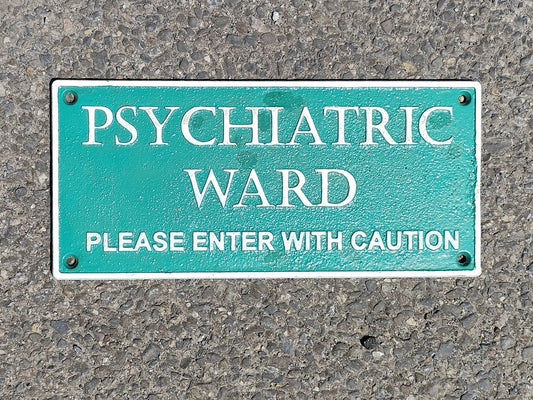 PSYCHIATRIC
WARD
PLEASE ENTER WITH CAUTION